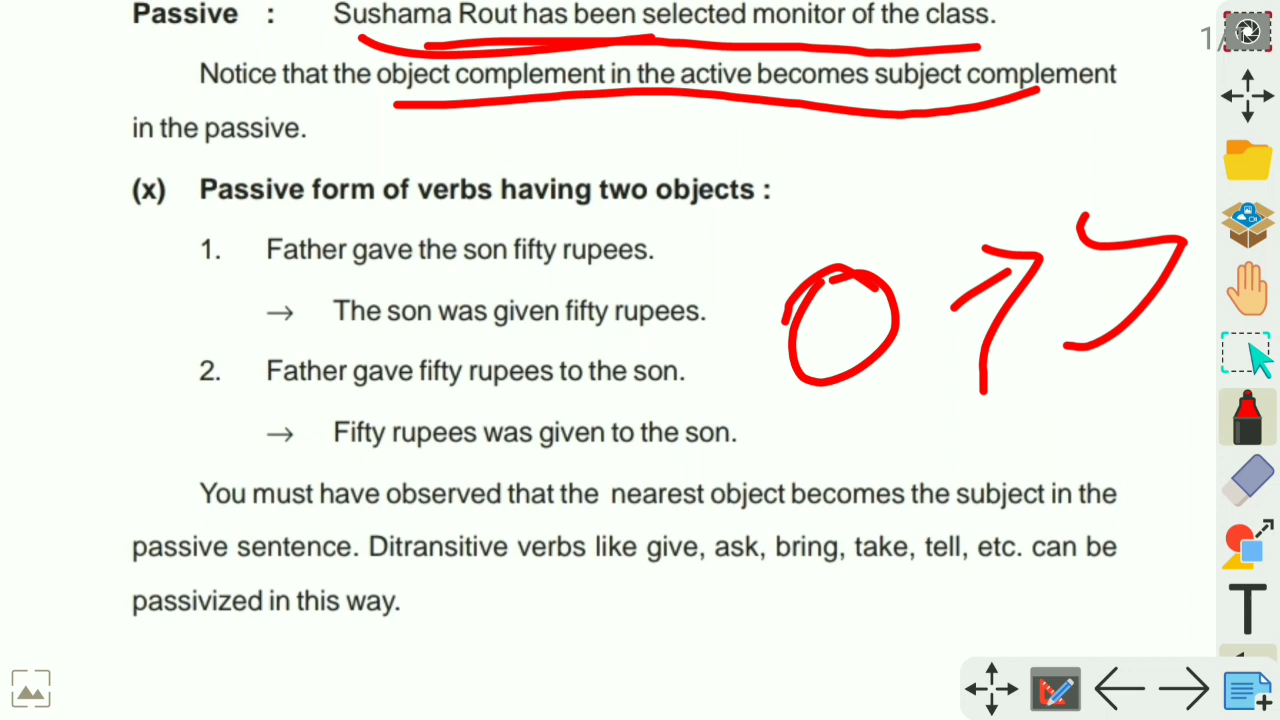 Passive : Sushama Rout has been selected monitor of the class.
Notice that the object complement in the active becomes subject complement
in the passive.
(x) Passive form of verbs having two objects :
1. Father gave the son fifty rupees.
→ The son was given fifty rupees.
2. Father gave fifty rupees to the son.
→ Fifty rupees was given to the son.
You must have observed that the nearest object becomes the subject in the
passive sentence. Ditransitive verbs like give, ask, bring, take, tell, etc. can be
passivized in this way.